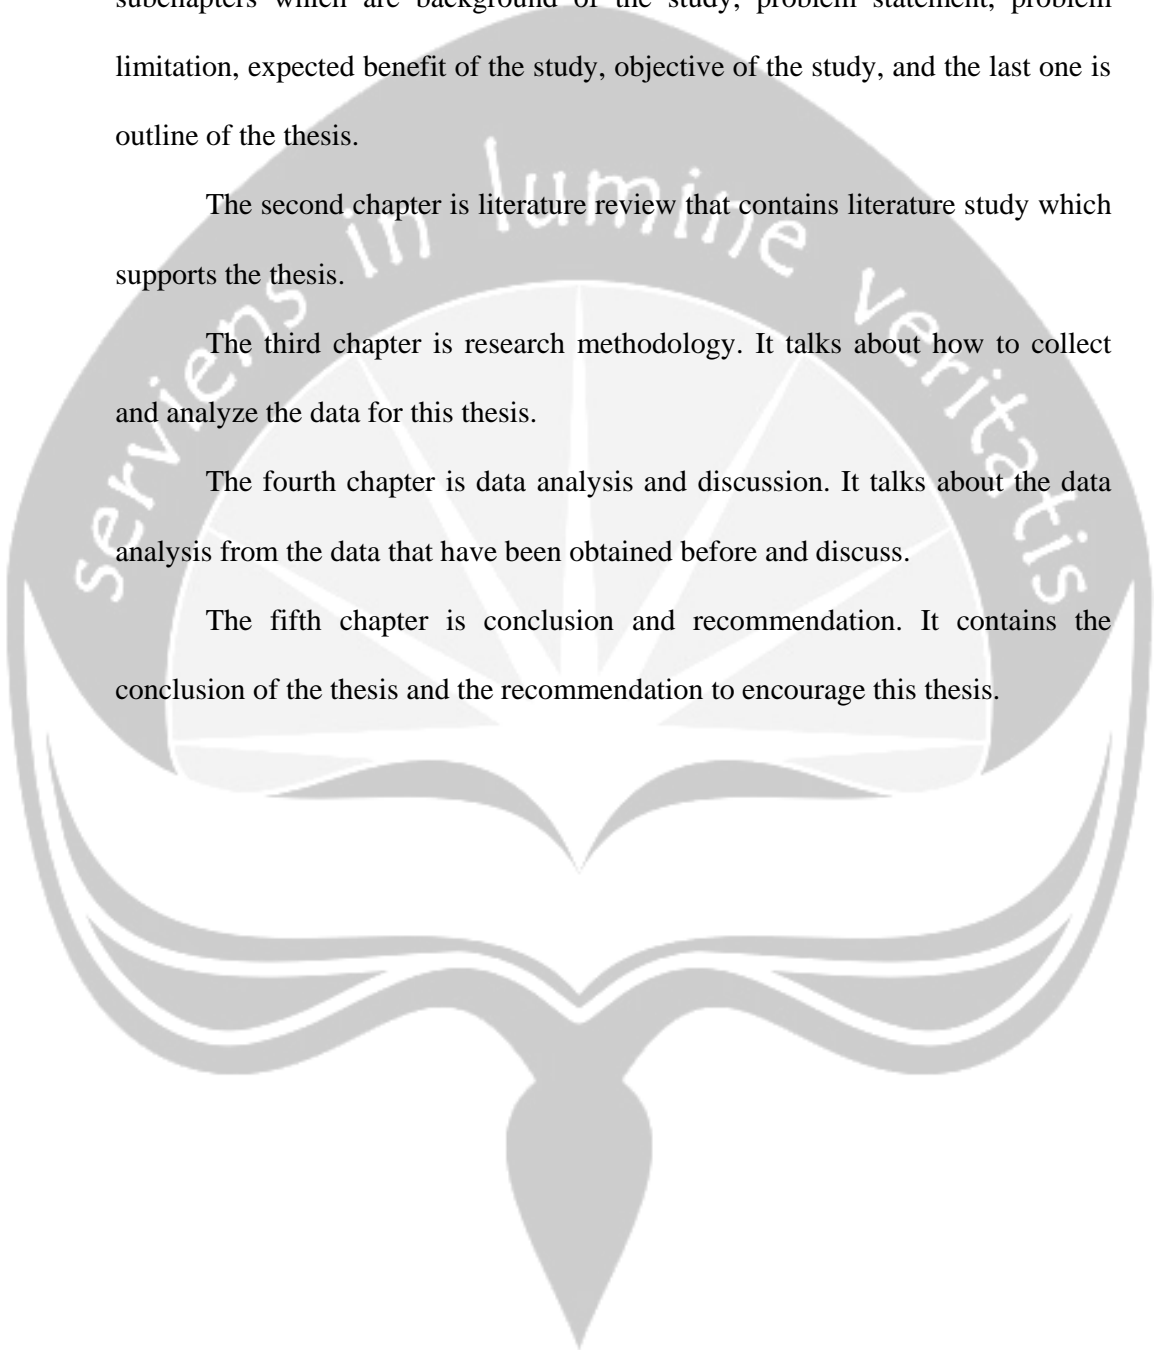 subchapters which are background of the study, problem statement, problem
limitation, expected benefit of the study, objective of the study, and the last one is
outline of the thesis.
The second chapter is literature review that contains literature study which
supports the thesis.
The third chapter is research methodology. It talks about how to collect
and analyze the data for this thesis.
The fourth chapter is data analysis and discussion. It talks about the data
analysis from the data that have been obtained before and discuss.
The fifth chapter is conclusion and recommendation. It contains the
conclusion of the thesis and the recommendation to encourage this thesis.
serviens in lumine veritatis